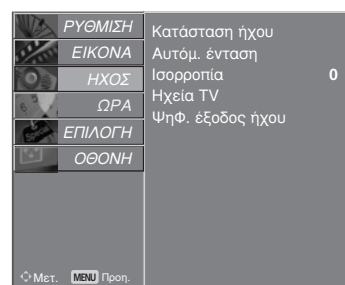 ΡΥΘΜΙΣΗ
ΕΙΚΟΝΑ
ΗΧΟΣ
ΩΡΑ
ΕΠΙΛΟΓΗ
ΟΘΟΝΗ
Κατάσταση ήχου
Αυτόμ. ένταση
Ισορροπία 0
Ηχεία TV
ΨηΦ. έξοδος ήχου
Μετ. MENU Προη.